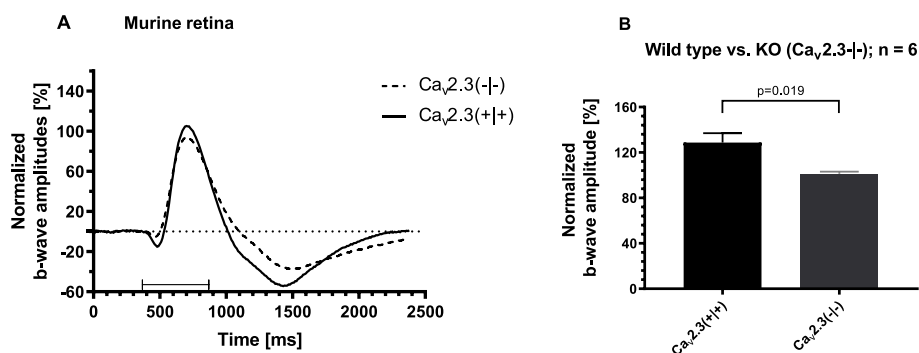 A Murine retina
Normalized
b-wave amplitudes [%]
140
100
60
20
-20
-60
0 500 1000 1500 2000 2500
Time [ms]
Caᵥ2.3(-|-)
Caᵥ2.3(+|+)
B
Wild type vs. KO (Caᵥ2.3-|-); n = 6
p=0.019
Normalized
b-wave amplitude [%]
160
120
80
40
0
Caᵥ2.3(+|+)
Caᵥ2.3(-|-)